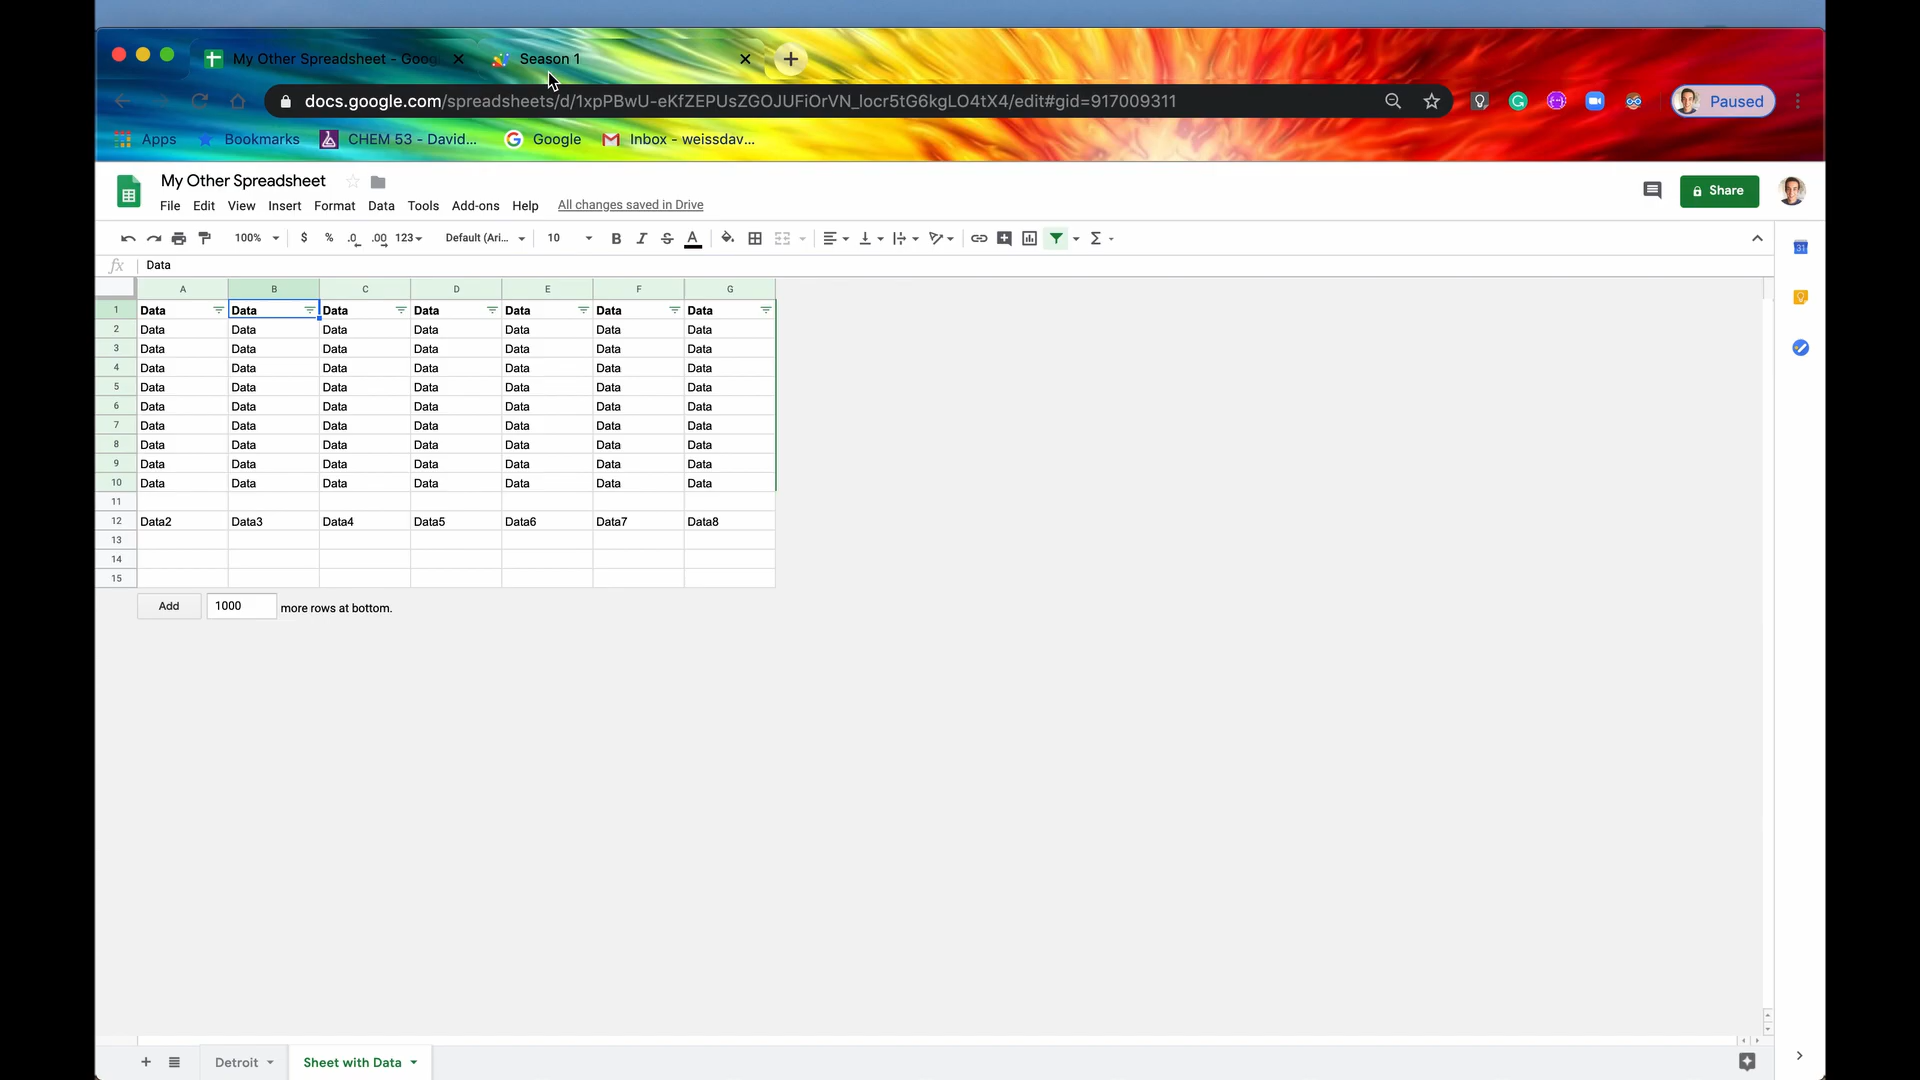 My Other Spreadsheet - Goog
Season 1
docs.google.com/spreadsheets/d/1xpPBwU-eKfZEPUsZGOJUFiOrVN_locr5tG6kgLO4tX4/edit#gid=917009311
Paused
Apps
Bookmarks
CHEM 53 - David...
Google
Inbox - weissdav...
My Other Spreadsheet
Share
File Edit View Insert Format Data Tools Add-ons Help All changes saved in Drive
100% $ % .0 .00 123 Default (Ari... 10 B I S A Σ
31
fx Data
A B C D E F G
1 Data Data Data Data Data Data Data
2 Data Data Data Data Data Data Data
3 Data Data Data Data Data Data Data
4 Data Data Data Data Data Data Data
5 Data Data Data Data Data Data Data
6 Data Data Data Data Data Data Data
7 Data Data Data Data Data Data Data
8 Data Data Data Data Data Data Data
9 Data Data Data Data Data Data Data
10 Data Data Data Data Data Data Data
11
12 Data2 Data3 Data4 Data5 Data6 Data7 Data8
13
14
15
Add 1000 more rows at bottom.
Detroit Sheet with Data